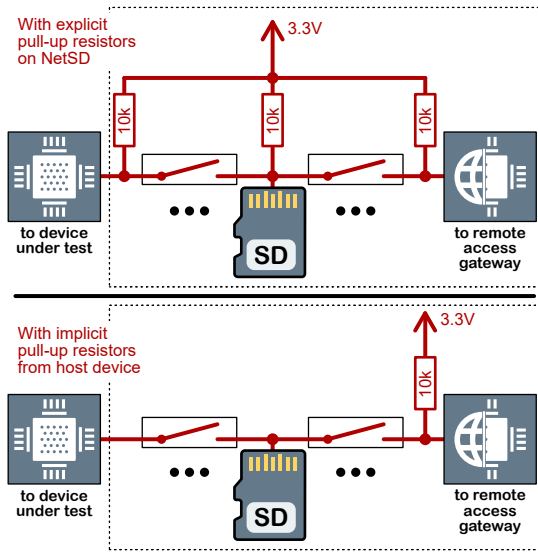 With explicit
pull-up resistors
on NetSD
3.3V
10k
10k
10k
to device
under test
SD
to remote
access
gateway
With implicit
pull-up resistors
from host device
3.3V
10k
to device
under test
SD
to remote
access
gateway